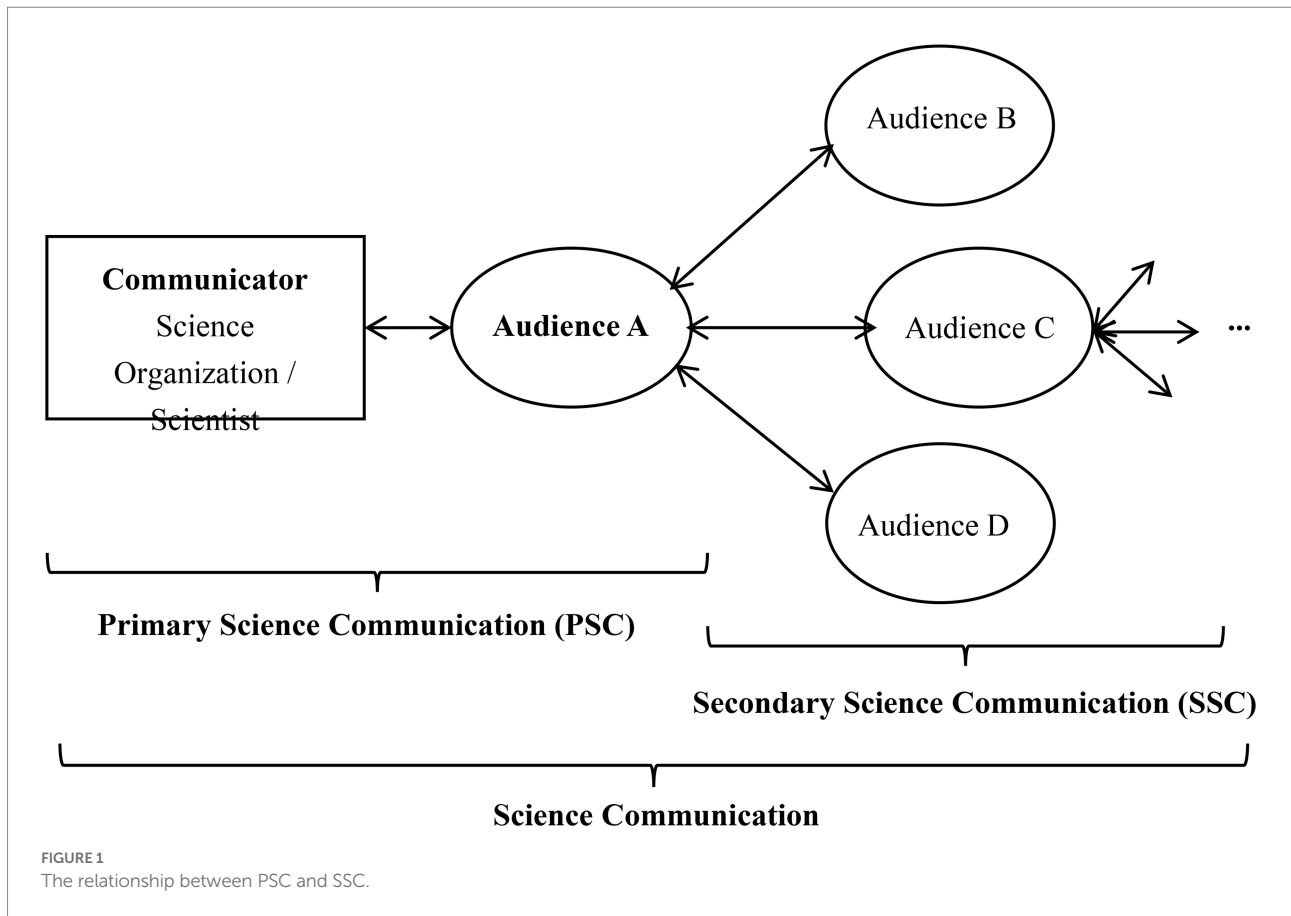 Audience B
Communicator
Science
Organization /
Scientist
Audience A
Audience C
...
Audience D
Primary Science Communication (PSC)
Secondary Science Communication (SSC)
Science Communication
FIGURE 1
The relationship between PSC and SSC.